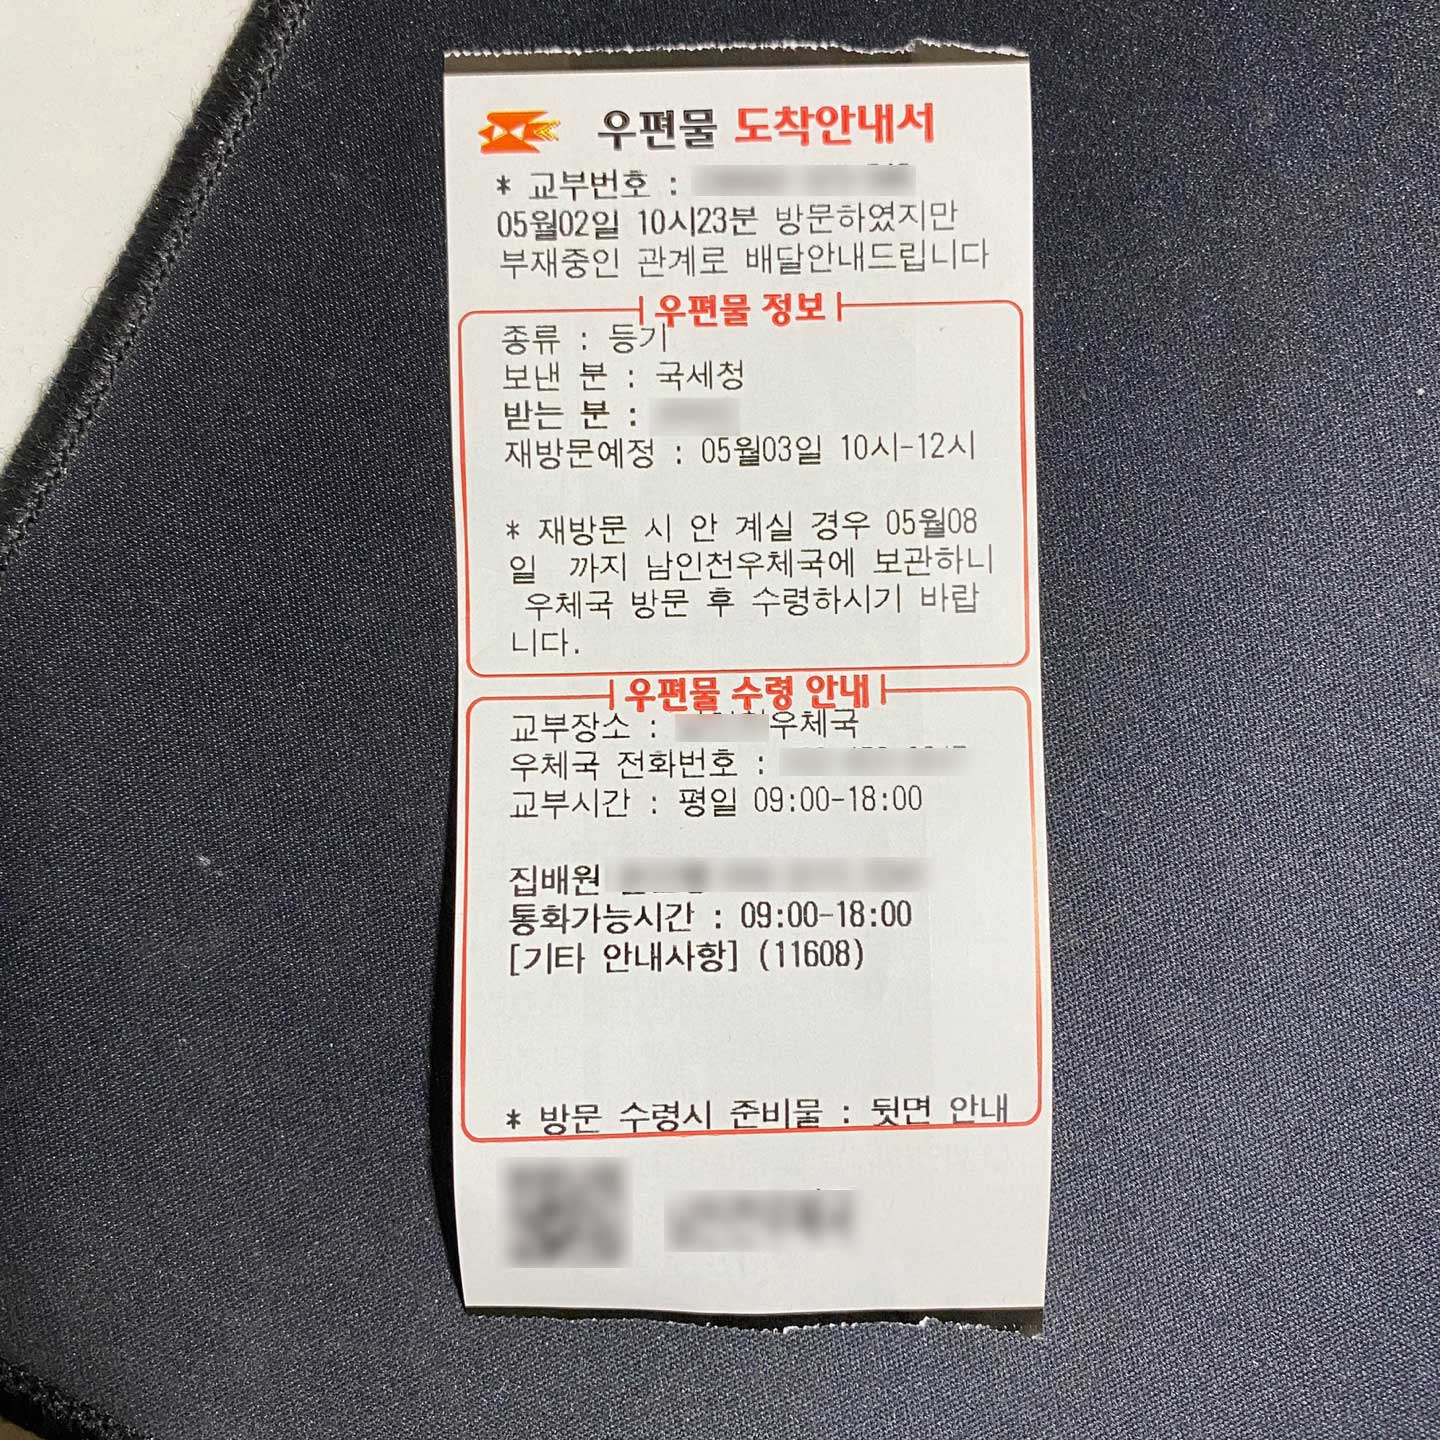 우편물 도착안내서
* 교부번호 :
05월02일 10시23분 방문하였지만
부재중인 관계로 배달안내드립니다
우편물 정보
종류 : 등기
보낸 분 : 국세청
받는 분 :
재방문예정 : 05월03일 10시-12시
* 재방문 시 안 계실 경우 05월08
일 까지 남인천우체국에 보관하니
우체국 방문 후 수령하시기 바랍
니다.
우편물 수령 안내
교부장소 : 우체국
우체국 전화번호 :
교부시간 : 평일 09:00-18:00
집배원
통화가능시간 : 09:00-18:00
[기타 안내사항] (11608)
* 방문 수령시 준비물 : 뒷면 안내